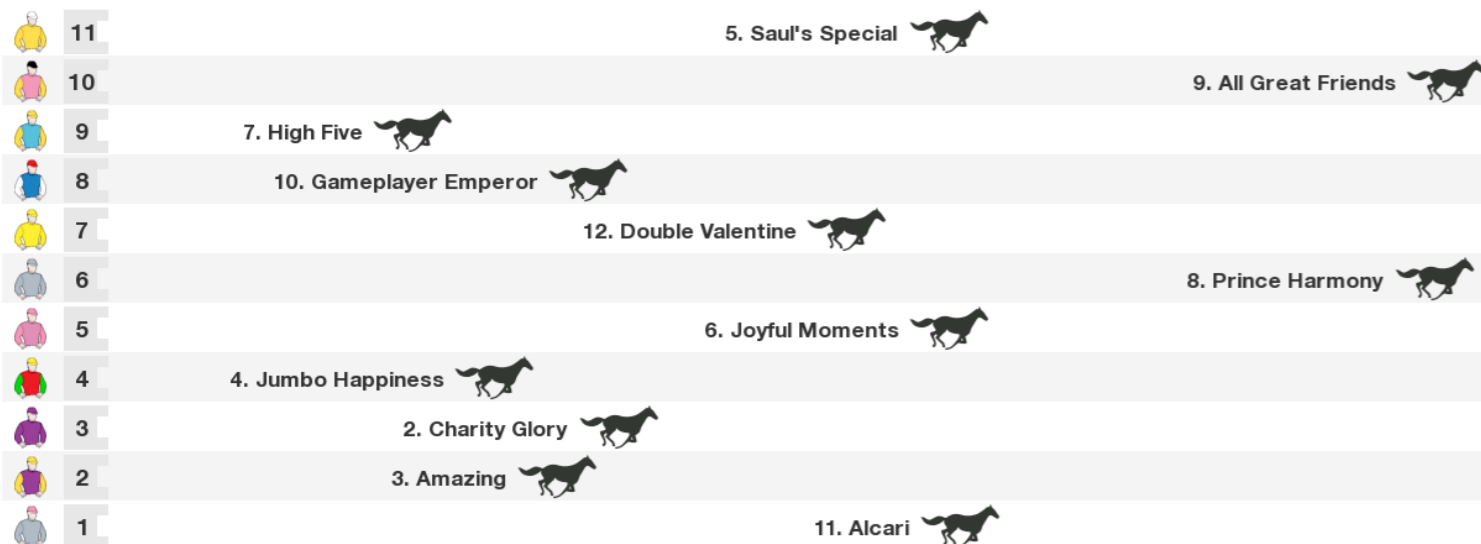 11 5. Saul's Special
10 9. All Great Friends
9 7. High Five
8 10. Gameplayer Emperor
7 12. Double Valentine
6 8. Prince Harmony
5 6. Joyful Moments
4 4. Jumbo Happiness
3 2. Charity Glory
2 3. Amazing
1 11. Alcari